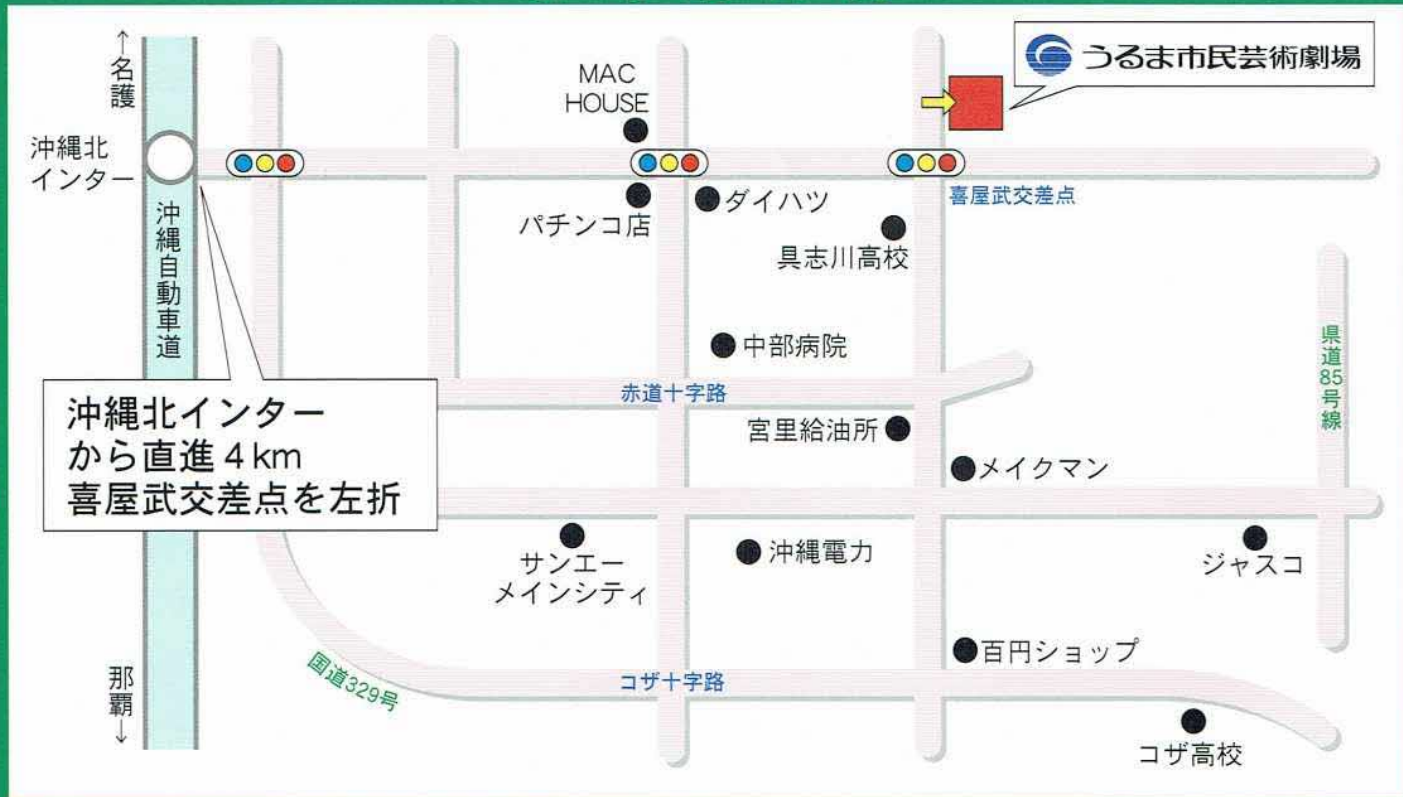 ↑名護
うるま市民芸術劇場
MAC
HOUSE
沖縄北
インター
喜屋武交差点
パチンコ店
ダイハツ
沖縄自動車道
具志川高校
中部病院
県道85号線
赤道十字路
沖縄北インター
から直進4km
喜屋武交差点を左折
宮里給油所
メイクマン
サンエー
メインシティ
沖縄電力
ジャスコ
百円ショップ
那覇↓
国道329号
コザ十字路
コザ高校